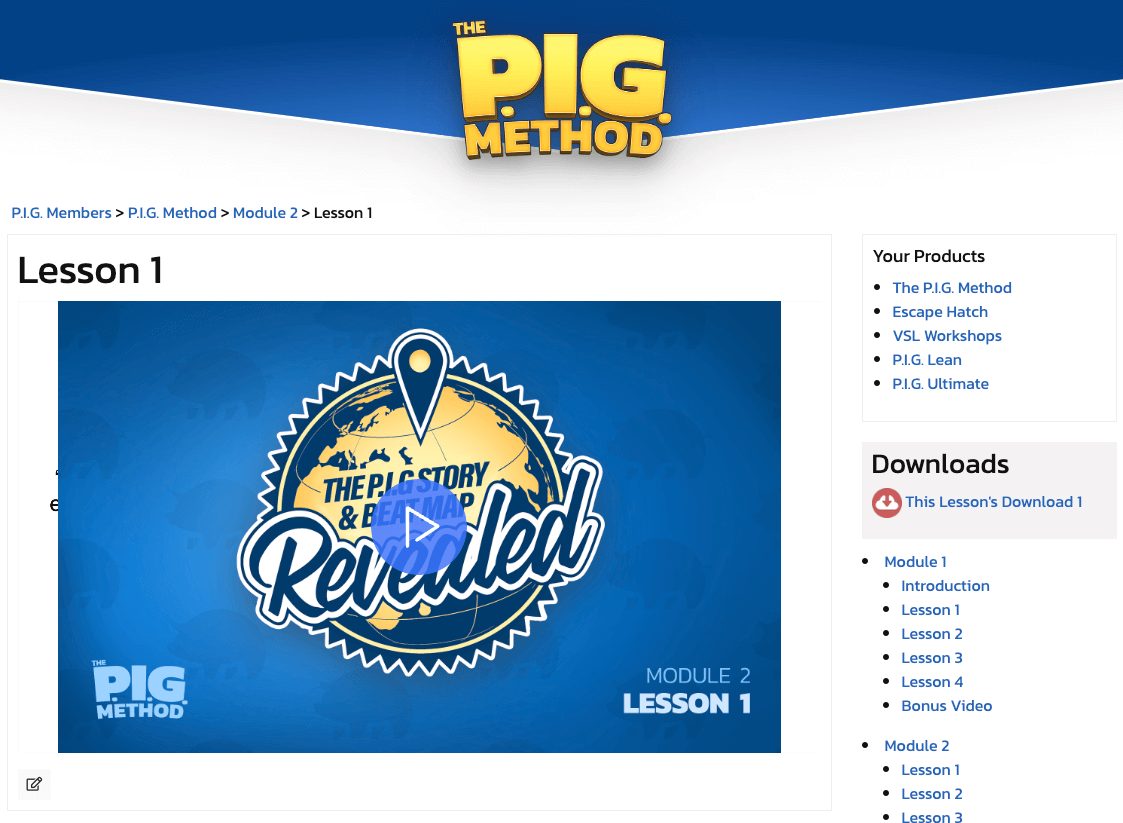 THE
P.I.G.
METHOD
P.I.G. Members > P.I.G. Method > Module 2 > Lesson 1
Lesson 1
THE P.I.G STORY
& BEAT MAP
Revealed
THE
P.I.G.
METHOD
MODULE 2
LESSON 1
Your Products
The P.I.G. Method
Escape Hatch
VSL Workshops
P.I.G. Lean
P.I.G. Ultimate
Downloads
This Lesson's Download 1
Module 1
Introduction
Lesson 1
Lesson 2
Lesson 3
Lesson 4
Bonus Video
Module 2
Lesson 1
Lesson 2
Lesson 3